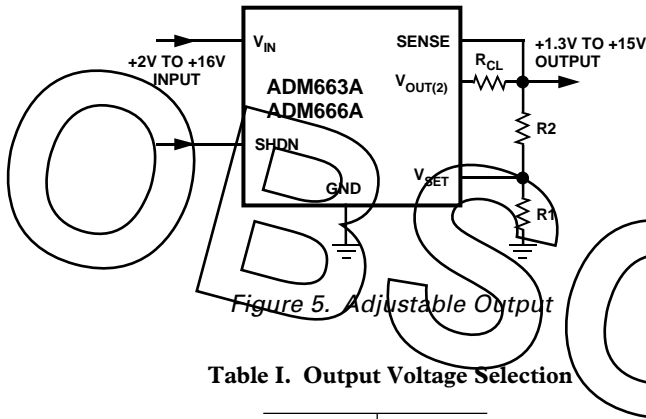 V_IN
SENSE
+1.3V TO +15V
OUTPUT
+2V TO +16V
INPUT
R_CL
V_OUT(2)
ADM663A
ADM666A
R2
SHDN
V_SET
GND
R1
OBSO
Figure 5. Adjustable Output
Table I. Output Voltage Selection